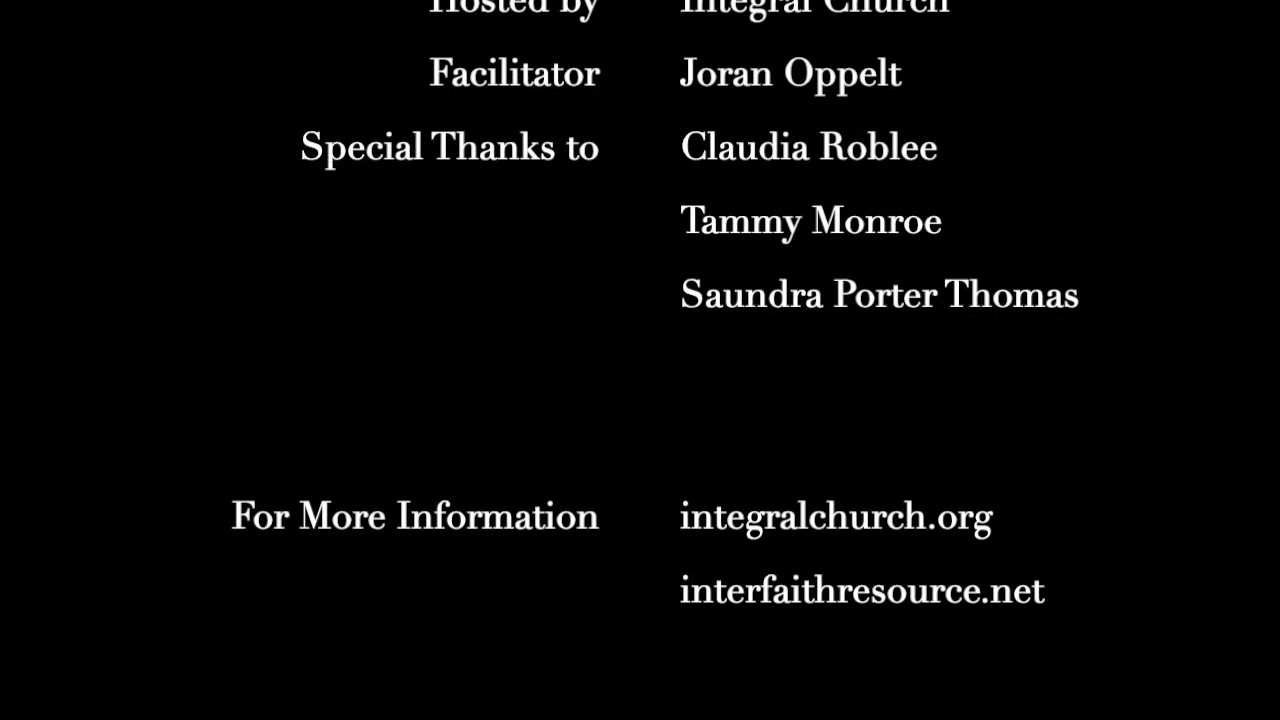 Hosted by Integral Church
Facilitator Joran Oppelt
Special Thanks to Claudia Roblee
Tammy Monroe
Saundra Porter Thomas
For More Information integralchurch.org
interfaithresource.net